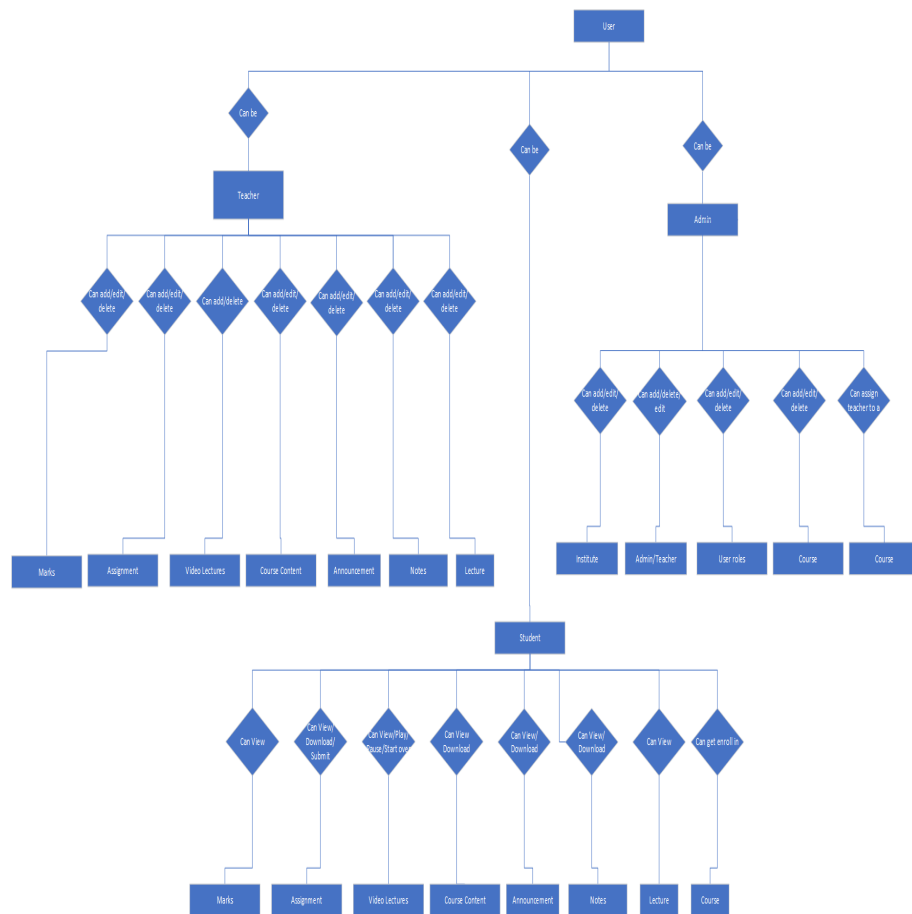 User
Can be
Can be
Can be
Teacher
Admin
Can add/edit/
delete
Can add/edit/
delete
Can add/delete
Can add/edit/
delete
Can add/edit/
delete
Can add/edit/
delete
Can add/edit/
delete
Can add/edit/
delete
Can add/delete/
edit
Can add/edit/
delete
Can add/edit/
delete
Can assign
teacher to a
Marks
Assignment
Video Lectures
Course Content
Announcement
Notes
Lecture
Institute
Admin/Teacher
User roles
Course
Course
Student
Can View
Can View/
Download/
Submit
Can View/Play/
Pause/Start over
Can View
Download
Can View/
Download
Can View/
Download
Can View
Can get enroll in
Marks
Assignment
Video Lectures
Course Content
Announcement
Notes
Lecture
Course